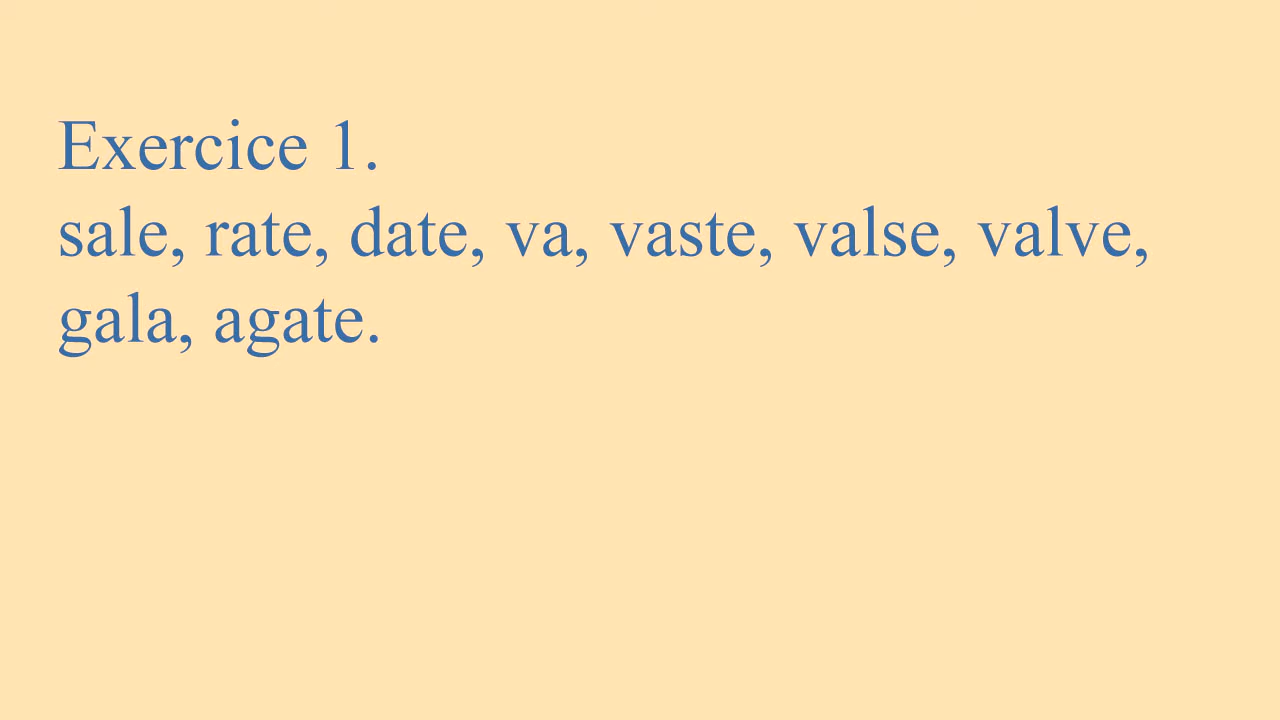 Exercice 1.
sale, rate, date, va, vaste, valse, valve,
gala, agate.